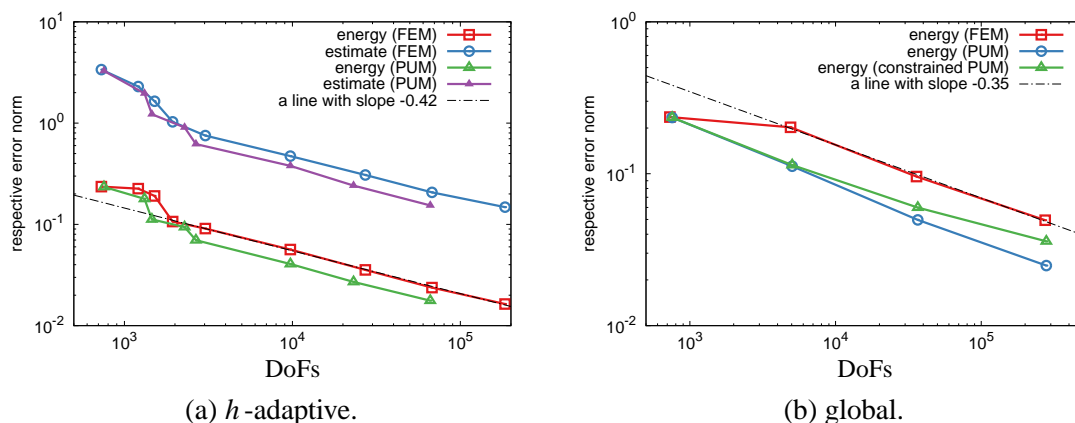 respective error norm
10^1
10^0
10^-1
10^-2
10^3
10^4
10^5
DoFs
energy (FEM)
estimate (FEM)
energy (PUM)
estimate (PUM)
a line with slope -0.42
(a) h-adaptive.
respective error norm
10^0
10^-1
10^-2
10^3
10^4
10^5
DoFs
energy (FEM)
energy (PUM)
energy (constrained PUM)
a line with slope -0.35
(b) global.